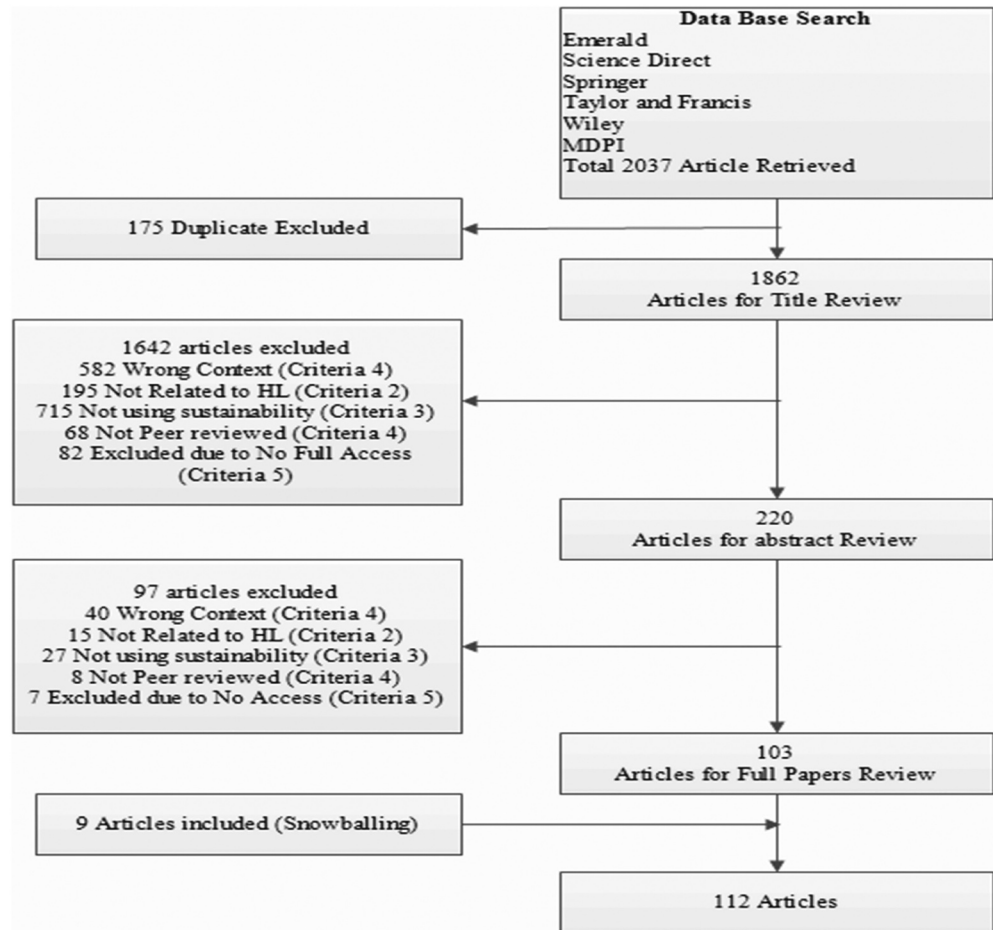 Data Base Search
Emerald
Science Direct
Springer
Taylor and Francis
Wiley
MDPI
Total 2037 Article Retrieved
175 Duplicate Excluded
1862
Articles for Title Review
1642 articles excluded
582 Wrong Context (Criteria 4)
195 Not Related to HL (Criteria 2)
715 Not using sustainability (Criteria 3)
68 Not Peer reviewed (Criteria 4)
82 Excluded due to No Full Access
(Criteria 5)
220
Articles for abstract Review
97 articles excluded
40 Wrong Context (Criteria 4)
15 Not Related to HL (Criteria 2)
27 Not using sustainability (Criteria 3)
8 Not Peer reviewed (Criteria 4)
7 Excluded due to No Access (Criteria 5)
103
Articles for Full Papers Review
9 Articles included (Snowballing)
112 Articles